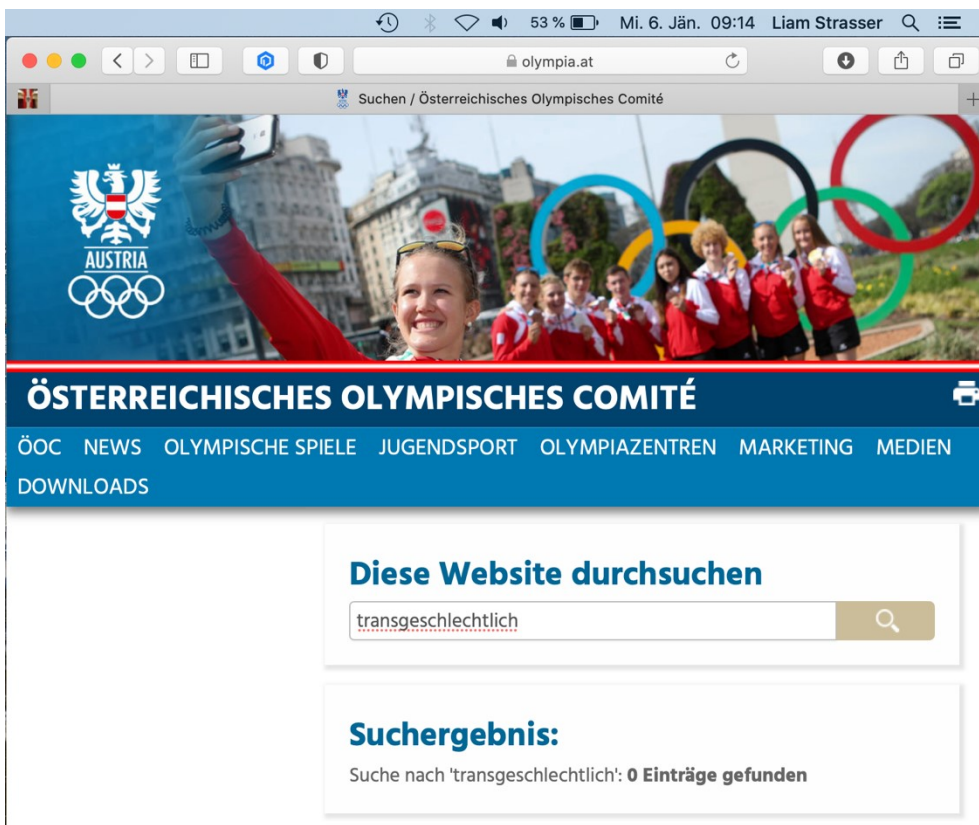 53 % Mi. 6. Jän. 09:14 Liam Strasser
olympia.at
Suchen / Österreichisches Olympisches Comité
AUSTRIA
ÖSTERREICHISCHES OLYMPISCHES COMITÉ
ÖOC NEWS OLYMPISCHE SPIELE JUGENDSPORT OLYMPIAZENTREN MARKETING MEDIEN
DOWNLOADS
Diese Website durchsuchen
transgeschlechtlich
Suchergebnis:
Suche nach 'transgeschlechtlich': 0 Einträge gefunden